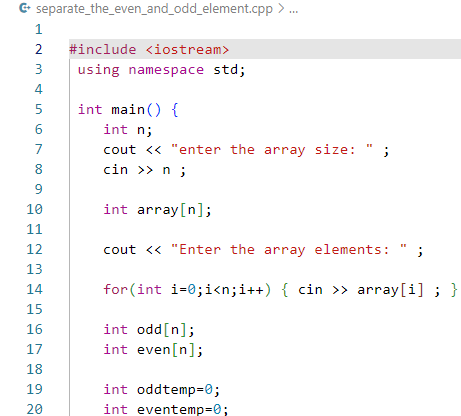 separate_the_even_and_odd_element.cpp > ...
1
2 #include <iostream>
3 using namespace std;
4
5 int main() {
6 int n;
7 cout << "enter the array size: " ;
8 cin >> n ;
9
10 int array[n];
11
12 cout << "Enter the array elements: " ;
13
14 for(int i=0;i<n;i++) { cin >> array[i] ; }
15
16 int odd[n];
17 int even[n];
18
19 int oddtemp=0;
20 int eventemp=0;